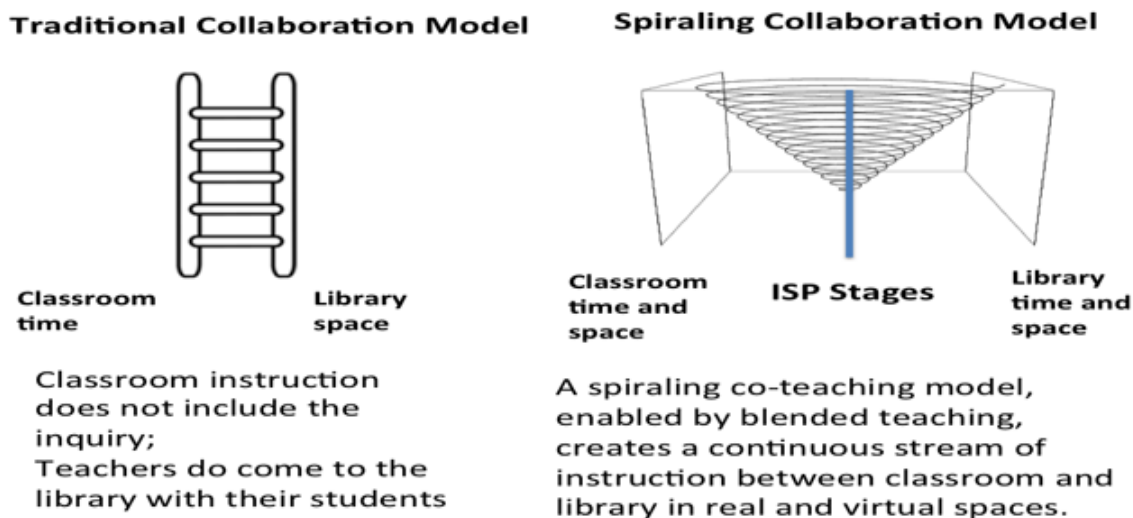 Traditional Collaboration Model
Classroom
time
Library
space
Classroom instruction
does not include the
inquiry;
Teachers do come to the
library with their students
Spiraling Collaboration Model
Classroom
time and
space
ISP Stages
Library
time and
space
A spiraling co-teaching model,
enabled by blended teaching,
creates a continuous stream of
instruction between classroom and
library in real and virtual spaces.